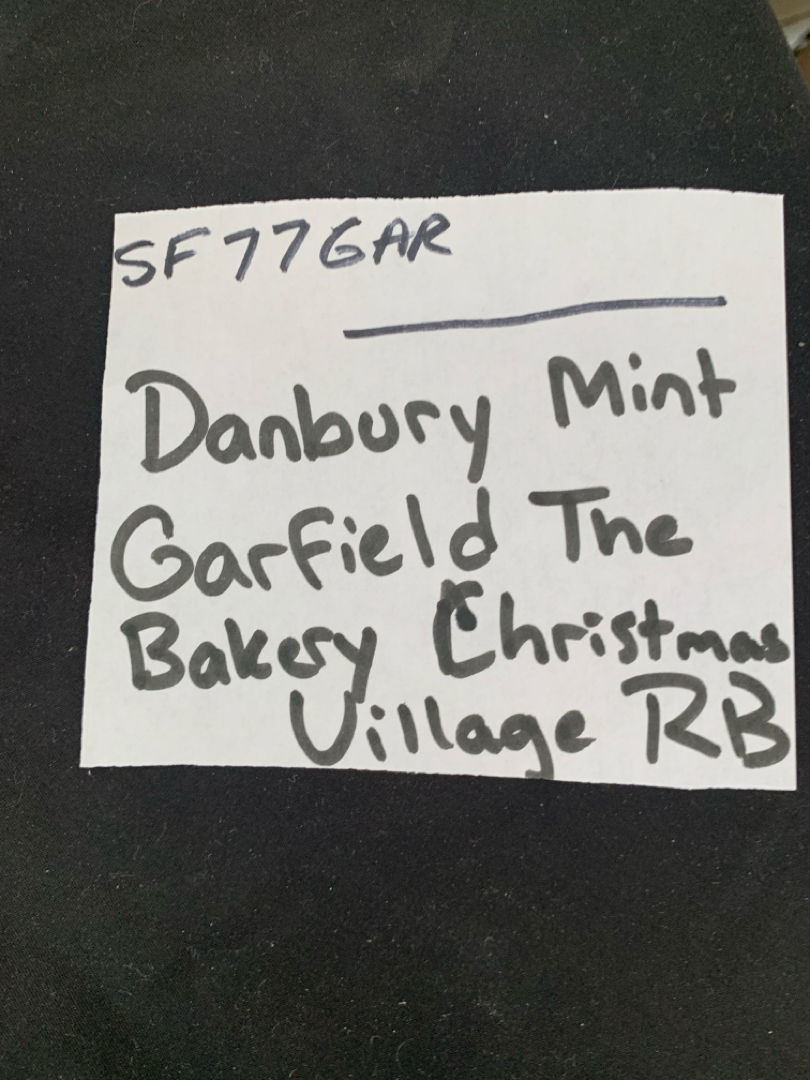 SF77GAR
Danbury Mint
Garfield The
Bakery Christmas
Village RB